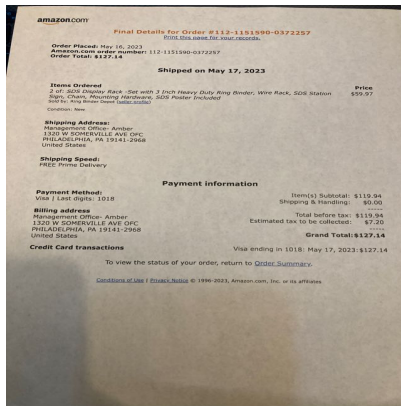 amazon.com
Final Details for Order #112-1151590-0372257
Print this page for your records.
Order Placed: May 16, 2023
Amazon.com order number: 112-1151590-0372257
Order Total: $127.14
Shipped on May 17, 2023
Items Ordered Price
2 of: SDS Display Rack -Set with 3 Inch Heavy Duty Ring Binder, Wire Rack, SDS Station $59.97
Sign, Chain, Mounting Hardware, SDS Poster Included
Sold by: Ring Binder Depot (seller profile)
Condition: New
Shipping Address:
Management Office- Amber
1320 W SOMERVILLE AVE OFC
PHILADELPHIA, PA 19141-2968
United States
Shipping Speed:
FREE Prime Delivery
Payment information
Payment Method:
Visa | Last digits: 1018
Item(s) Subtotal: $119.94
Shipping & Handling: $0.00
-----
Billing address
Management Office- Amber
1320 W SOMERVILLE AVE OFC
PHILADELPHIA, PA 19141-2968
United States
Total before tax: $119.94
Estimated tax to be collected: $7.20
-----
Grand Total: $127.14
Credit Card transactions Visa ending in 1018: May 17, 2023: $127.14
To view the status of your order, return to Order Summary.
Conditions of Use | Privacy Notice © 1996-2023, Amazon.com, Inc. or its affiliates